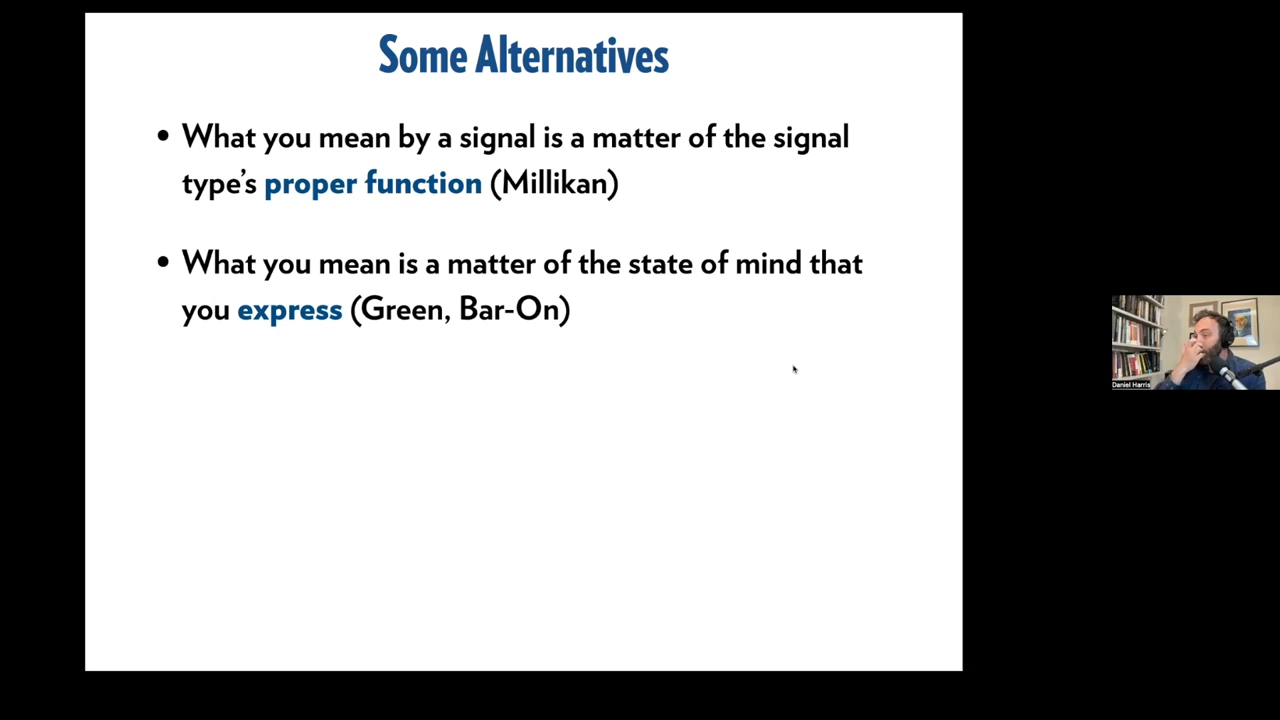 Some Alternatives
• What you mean by a signal is a matter of the signal
type’s proper function (Millikan)
• What you mean is a matter of the state of mind that
you express (Green, Bar-On)
Daniel Harris